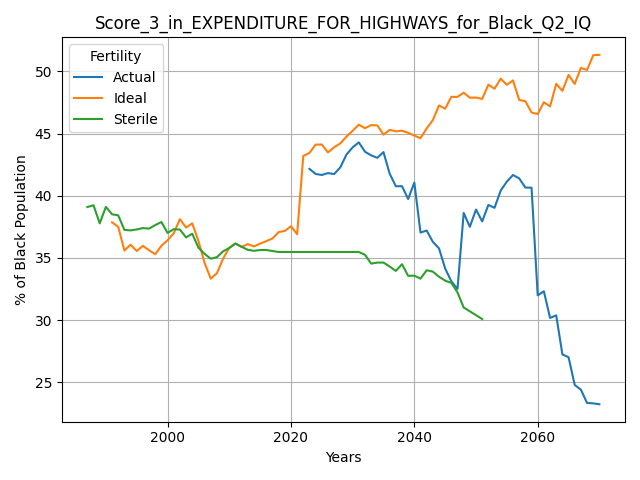 Score_3_in_EXPENDITURE_FOR_HIGHWAYS_for_Black_Q2_IQ
Fertility
Actual
Ideal
Sterile
% of Black Population
50
45
40
35
30
25
2000
2020
2040
2060
Years